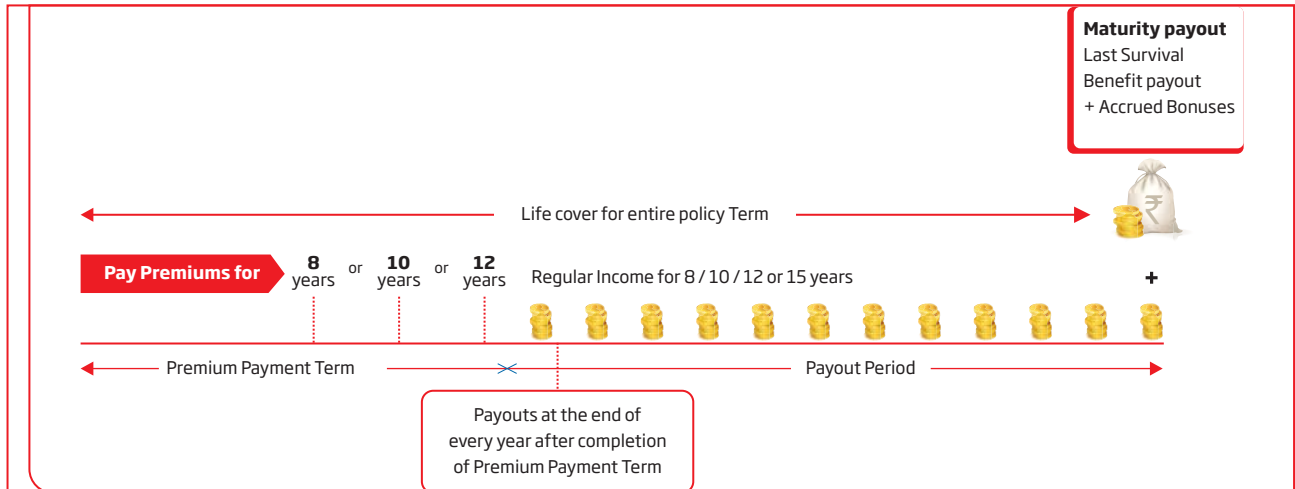 Maturity payout
Last Survival
Benefit payout
+ Accrued Bonuses
₹
Life cover for entire policy Term
Pay Premiums for 8 years or 10 years or 12 years
Regular Income for 8 / 10 / 12 or 15 years
+
Premium Payment Term
Payout Period
Payouts at the end of
every year after completion
of Premium Payment Term